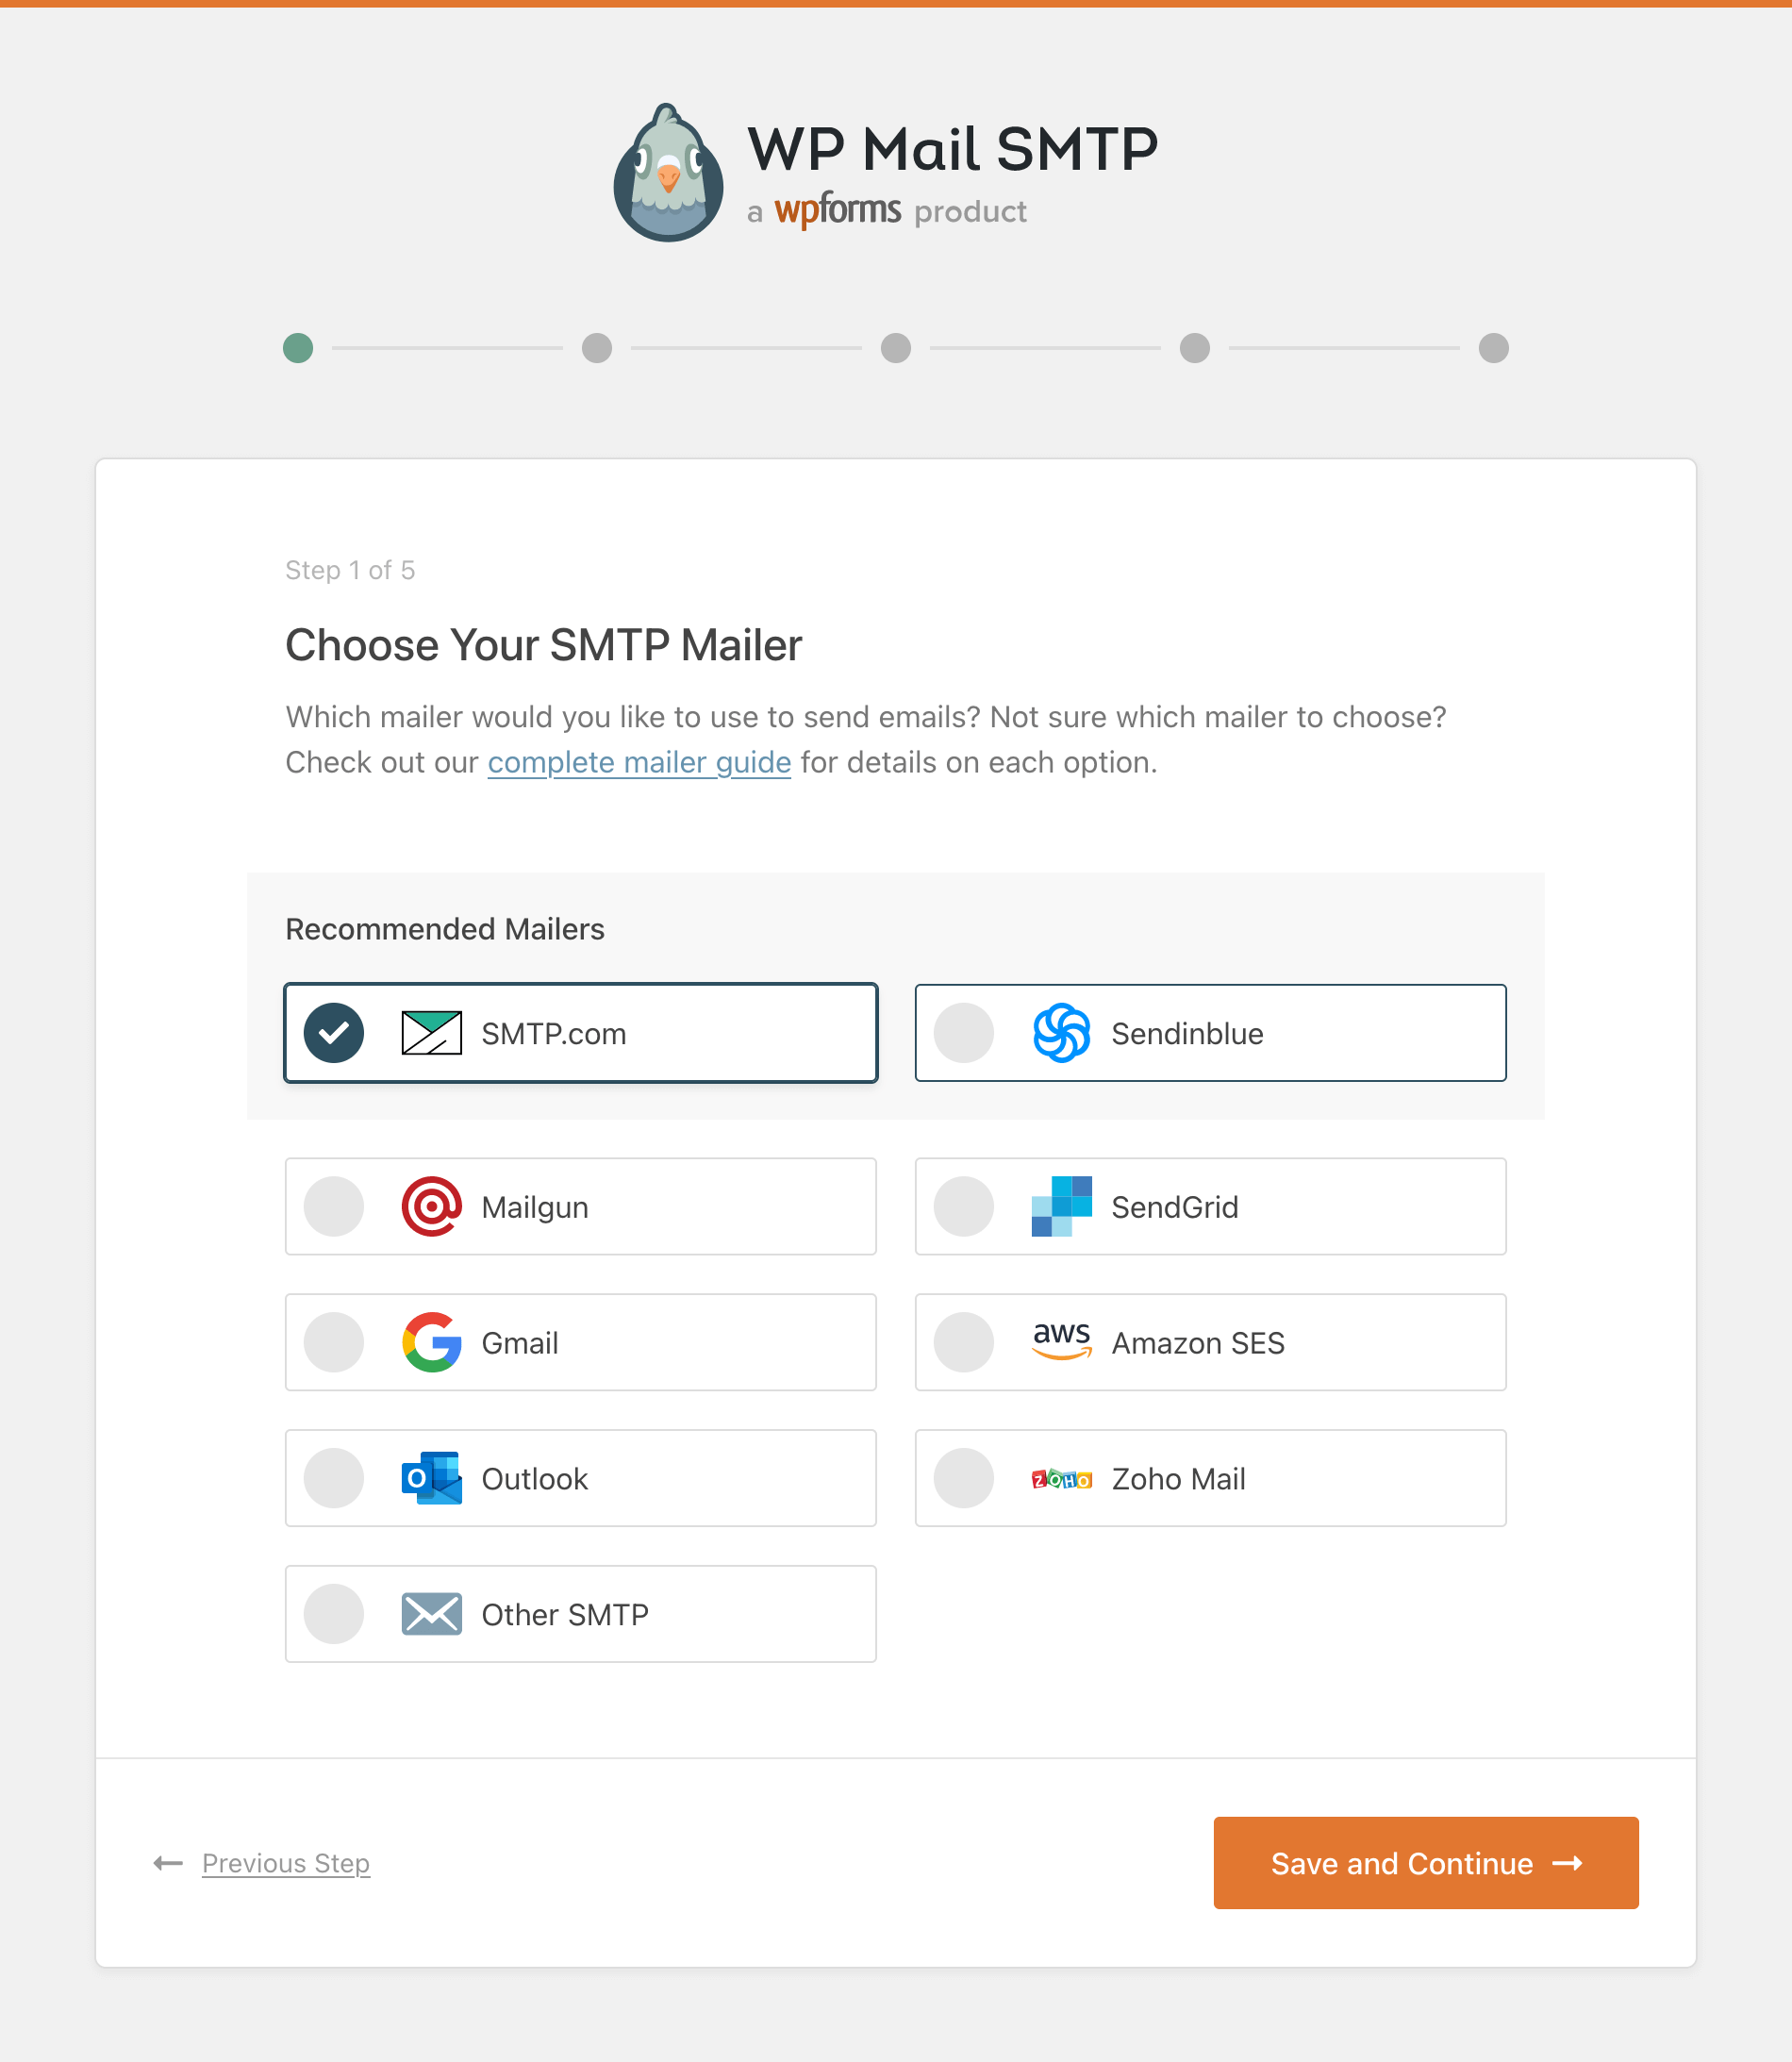 WP Mail SMTP
a wpforms product
Step 1 of 5
Choose Your SMTP Mailer
Which mailer would you like to use to send emails? Not sure which mailer to choose?
Check out our complete mailer guide for details on each option.
Recommended Mailers
SMTP.com
Sendinblue
Mailgun
SendGrid
Gmail
aws Amazon SES
O Outlook
ZOHO Zoho Mail
Other SMTP
Previous Step
Save and Continue